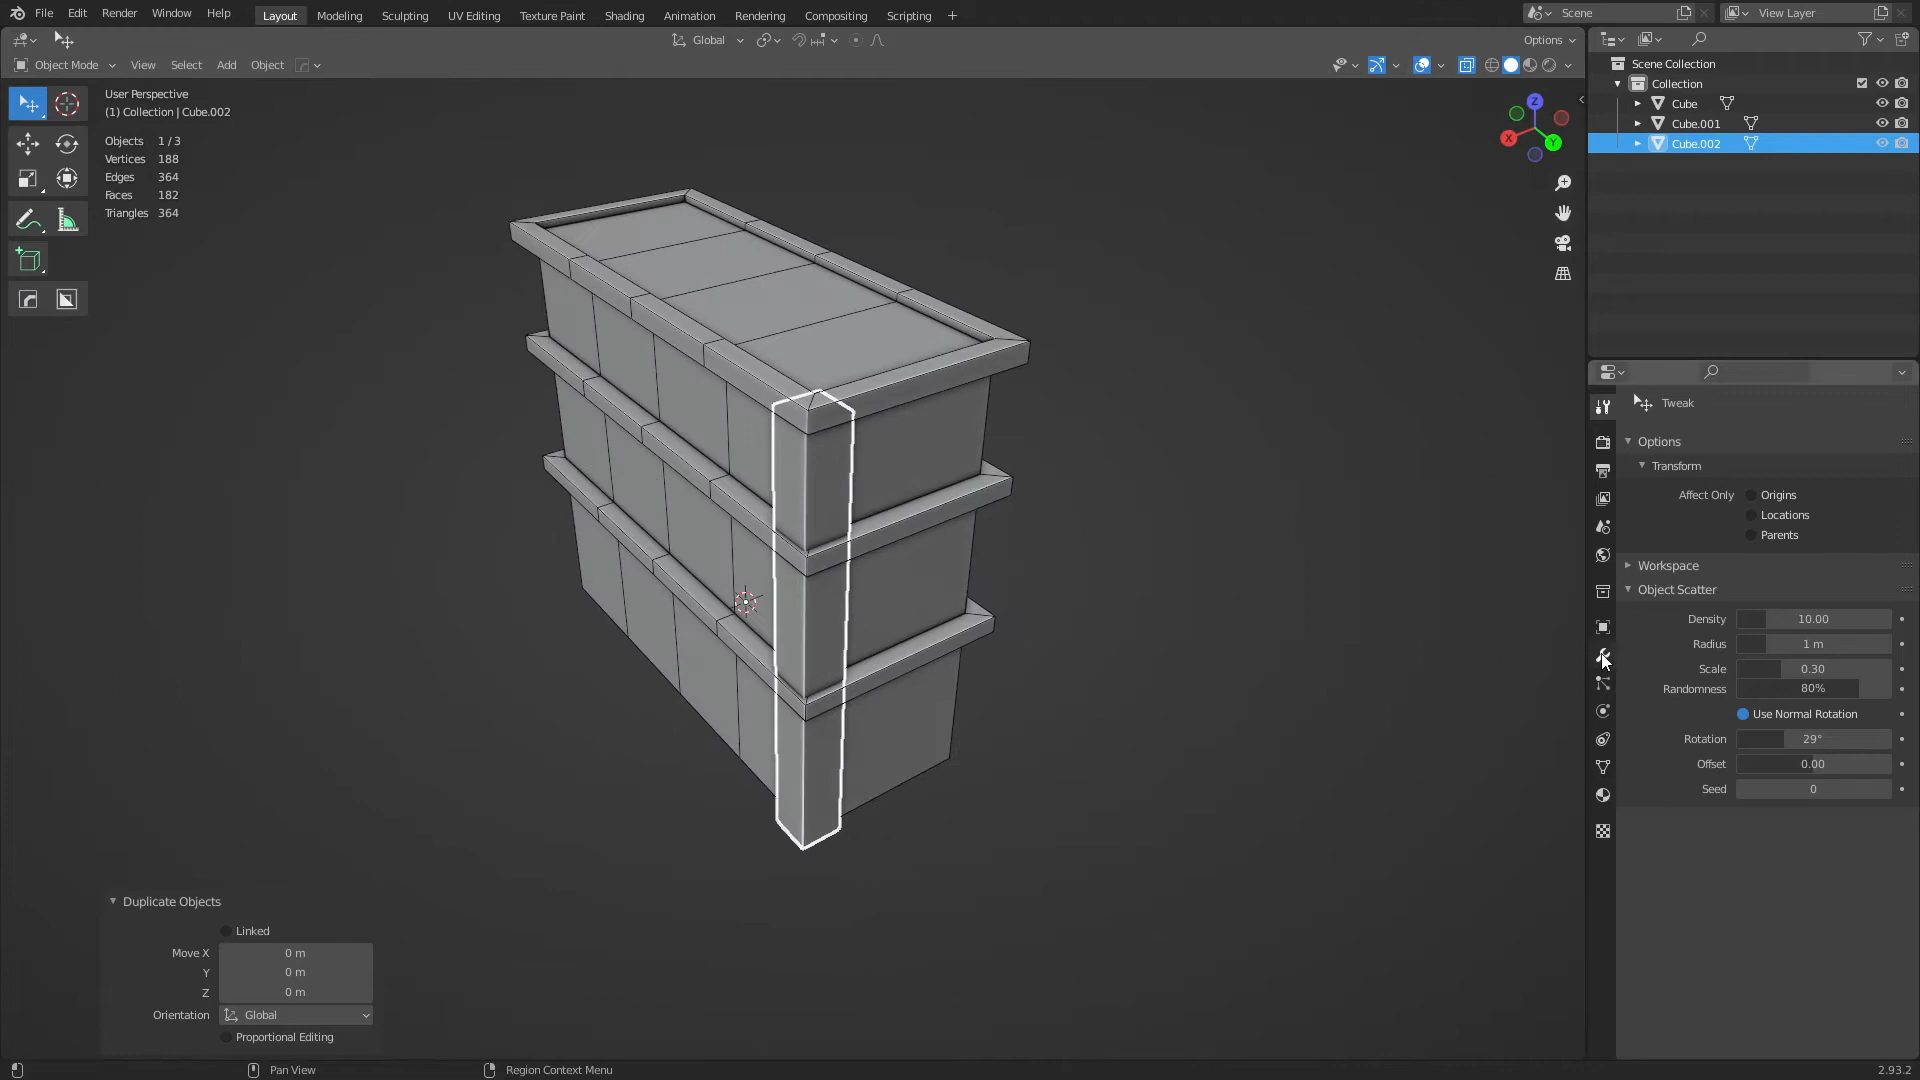 File Edit Render Window Help Layout Modeling Sculpting UV Editing Texture Paint Shading Animation Rendering Compositing Scripting + Scene View Layer
Global Options
Object Mode View Select Add Object
User Perspective
(1) Collection | Cube.002
Objects 1 / 3
Vertices 188
Edges 364
Faces 182
Triangles 364
Z
X
Y
Scene Collection
Collection
Cube
Cube.001
Cube.002
Tweak
Options
Transform
Affect Only Origins
Locations
Parents
Workspace
Object Scatter
Density 10.00
Radius 1 m
Scale 0.30
Randomness 80%
Use Normal Rotation
Rotation 29°
Offset 0.00
Seed 0
Duplicate Objects
Linked
Move X 0 m
Y 0 m
Z 0 m
Orientation Global
Proportional Editing
Pan View Region Context Menu 2.93.2